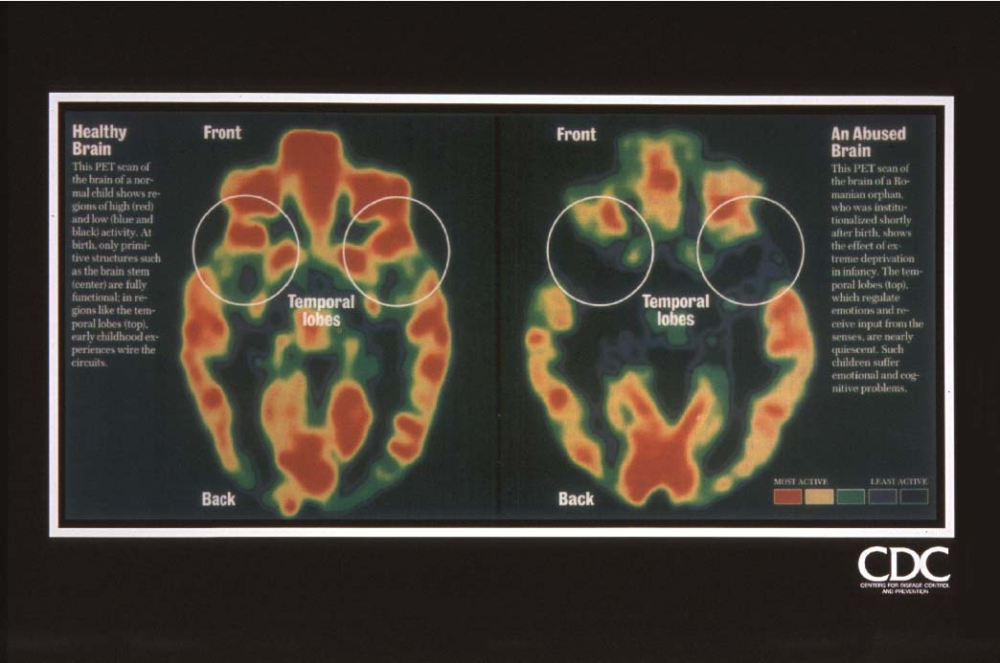 Healthy
Brain
This PET scan of
the brain of a nor-
mal child shows re-
gions of high (red)
and low (blue and
black) activity. At
birth, only primi-
tive structures such
as the brain stem
(center) are fully
functional; in re-
gions like the tem-
poral lobes (top),
early childhood ex-
periences wire the
circuits.
Front
Temporal
lobes
Back
Front
Temporal
lobes
Back
An Abused
Brain
This PET scan of
the brain of a Ro-
manian orphan,
who was institu-
tionalized shortly
after birth, shows
the effect of ex-
treme deprivation
in infancy. The tem-
poral lobes (top),
which regulate
emotions and re-
ceive input from the
senses, are nearly
quiescent. Such
children suffer
emotional and cog-
nitive problems.
MOST ACTIVE LEAST ACTIVE
CDC
CENTERS FOR DISEASE CONTROL
AND PREVENTION